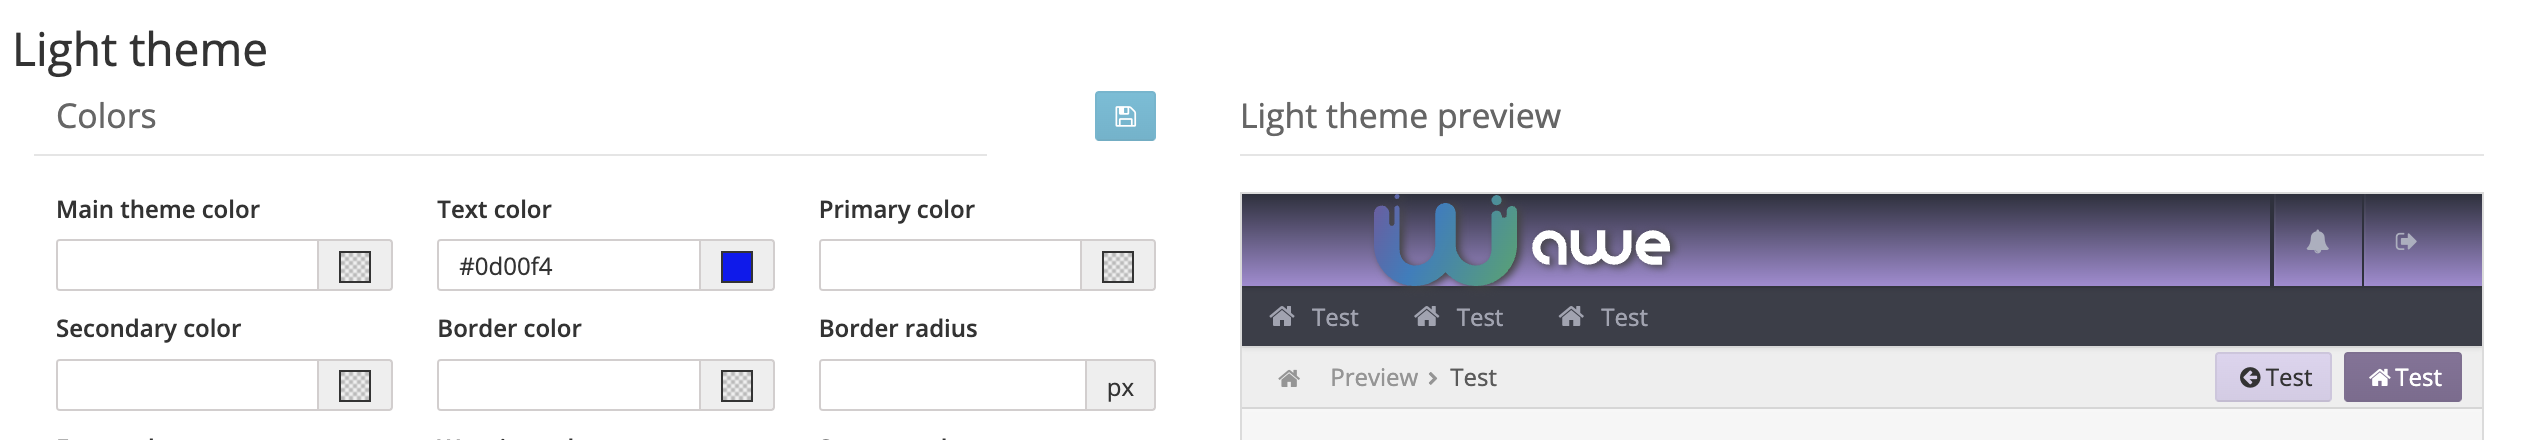 Light theme
Colors
Light theme preview
Main theme color
Text color
Primary color
#0d00f4
Secondary color
Border color
Border radius
px
awe
Test Test Test
Preview › Test
Test
Test